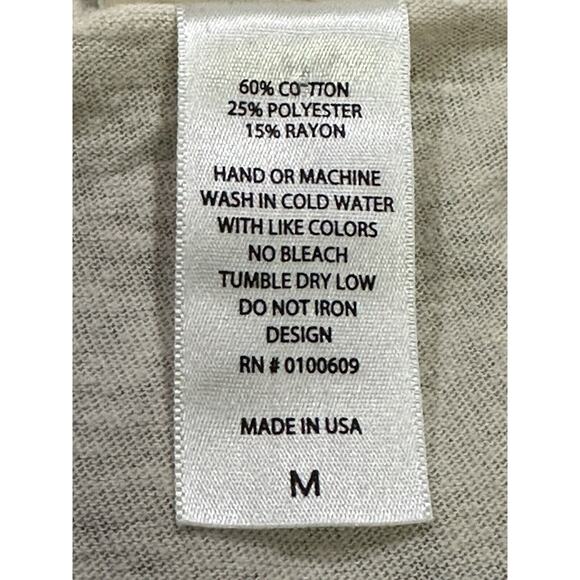 60% COTTON
25% POLYESTER
15% RAYON
HAND OR MACHINE
WASH IN COLD WATER
WITH LIKE COLORS
NO BLEACH
TUMBLE DRY LOW
DO NOT IRON
DESIGN
RN # 0100609
MADE IN USA
M